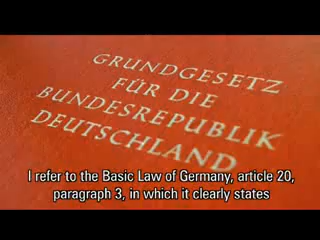 GRUNDGESETZ
FÜR DIE
BUNDESREPUBLIK
DEUTSCHLAND
I refer to the Basic Law of Germany, article 20,
paragraph 3, in which it clearly states